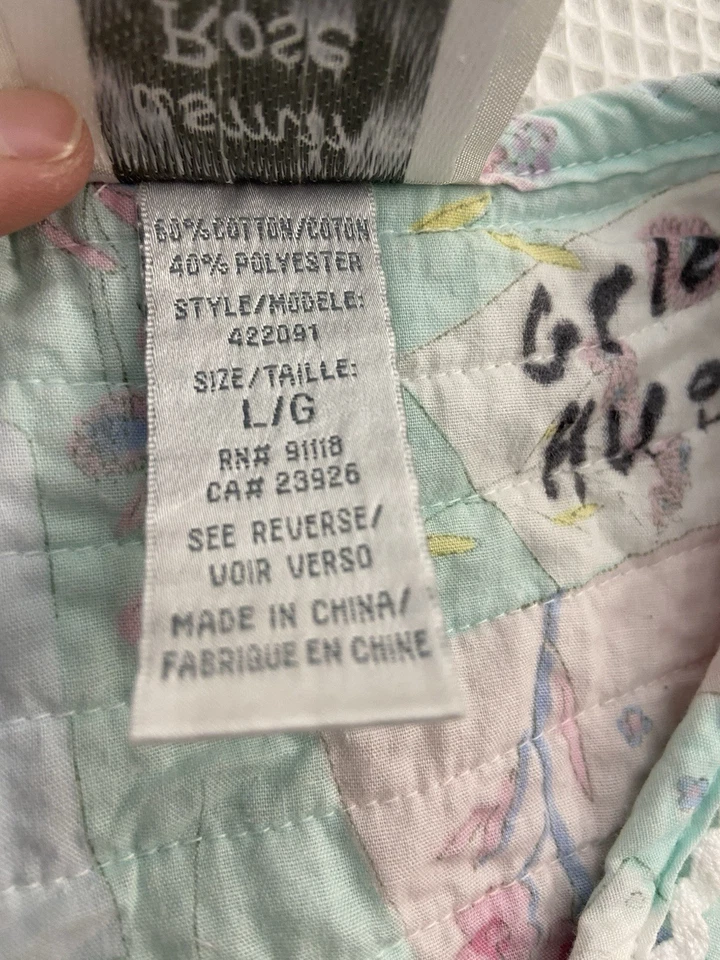 Rose
60% COTTON/COTON
40% POLYESTER
STYLE/MODELE:
422091
SIZE/TAILLE:
L/G
RN# 91118
CA# 23926
SEE REVERSE/
VOIR VERSO
MADE IN CHINA/
FABRIQUE EN CHINE